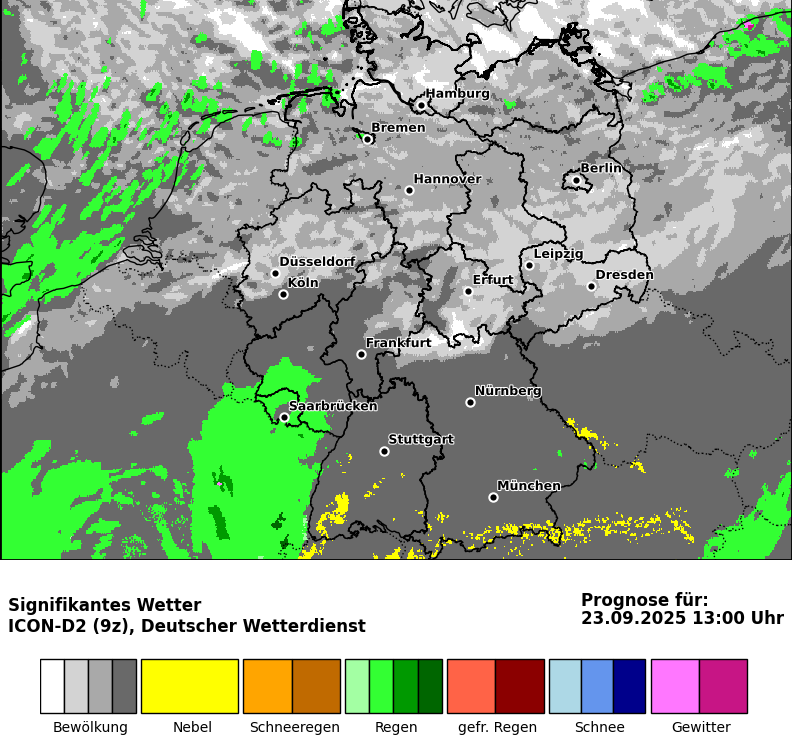 Hamburg
Bremen
Berlin
Hannover
Leipzig
Düsseldorf
Dresden
Köln
Erfurt
Frankfurt
Nürnberg
Saarbrücken
Stuttgart
München
Signifikantes Wetter
ICON-D2 (9z), Deutscher Wetterdienst
Prognose für:
23.09.2025 13:00 Uhr
Bewölkung Nebel Schneeregen Regen gefr. Regen Schnee Gewitter